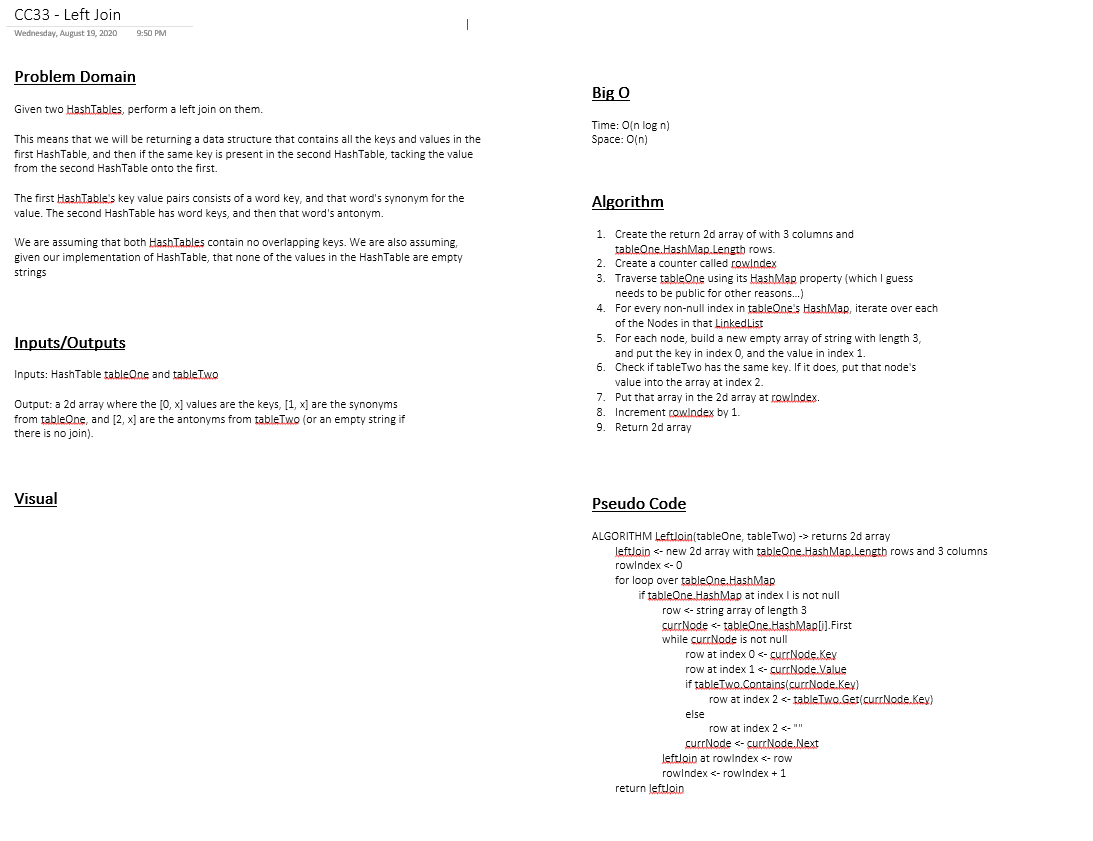 CC33 - Left Join
Wednesday, August 19, 2020 9:50 PM
Problem Domain
Given two HashTables, perform a left join on them.
This means that we will be returning a data structure that contains all the keys and values in the
first HashTable, and then if the same key is present in the second HashTable, tacking the value
from the second HashTable onto the first.
The first HashTable's key value pairs consists of a word key, and that word's synonym for the
value. The second HashTable has word keys, and then that word's antonym.
We are assuming that both HashTables contain no overlapping keys. We are also assuming,
given our implementation of HashTable, that none of the values in the HashTable are empty
strings
Inputs/Outputs
Inputs: HashTable tableOne and tableTwo
Output: a 2d array where the [0, x] values are the keys, [1, x] are the synonyms
from tableOne, and [2, x] are the antonyms from tableTwo (or an empty string if
there is no join).
Visual
Big O
Time: O(n log n)
Space: O(n)
Algorithm
1. Create the return 2d array of with 3 columns and
tableOne.HashMap.Length rows.
2. Create a counter called rowIndex
3. Traverse tableOne using its HashMap property (which I guess
needs to be public for other reasons...)
4. For every non-null index in tableOne's HashMap, iterate over each
of the Nodes in that LinkedList
5. For each node, build a new empty array of string with length 3,
and put the key in index 0, and the value in index 1.
6. Check if tableTwo has the same key. If it does, put that node's
value into the array at index 2.
7. Put that array in the 2d array at rowIndex.
8. Increment rowIndex by 1.
9. Return 2d array
Pseudo Code
ALGORITHM LeftJoin(tableOne, tableTwo) -> returns 2d array
leftJoin <- new 2d array with tableOne.HashMap.Length rows and 3 columns
rowIndex <- 0
for loop over tableOne.HashMap
if tableOne.HashMap at index I is not null
row <- string array of length 3
currNode <- tableOne.HashMap[i].First
while currNode is not null
row at index 0 <- currNode.Key
row at index 1 <- currNode.Value
if tableTwo.Contains(currNode.Key)
row at index 2 <- tableTwo.Get(currNode.Key)
else
row at index 2 <- ""
currNode <- currNode.Next
leftJoin at rowIndex <- row
rowIndex <- rowIndex + 1
return leftJoin